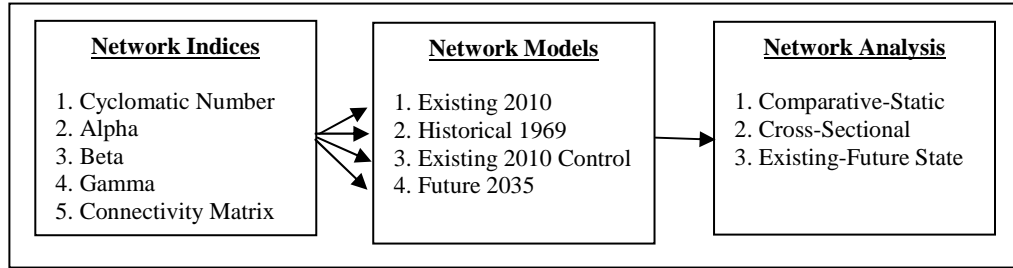 Network Indices
1. Cyclomatic Number
2. Alpha
3. Beta
4. Gamma
5. Connectivity Matrix
Network Models
1. Existing 2010
2. Historical 1969
3. Existing 2010 Control
4. Future 2035
Network Analysis
1. Comparative-Static
2. Cross-Sectional
3. Existing-Future State